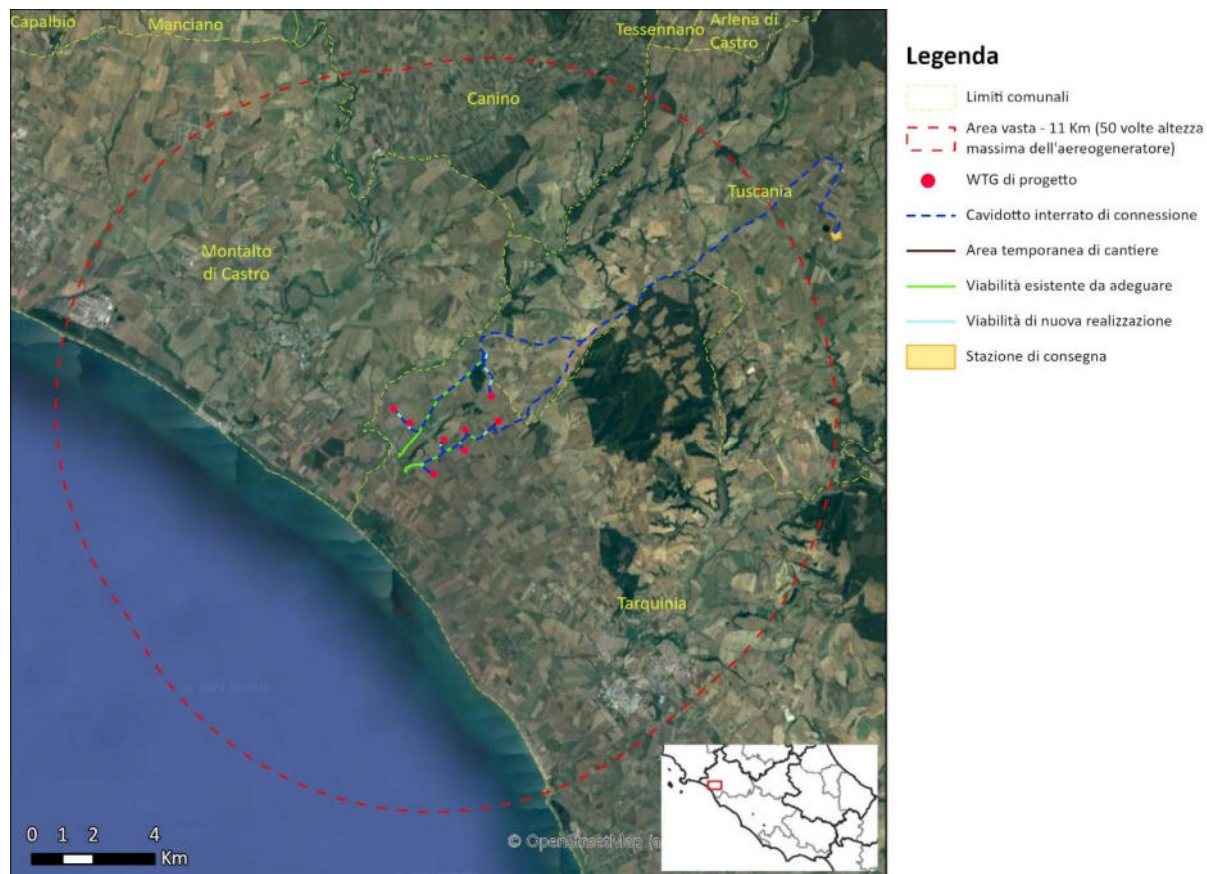 Capalbio
Manciano
Tessennano
Arlena di
Castro
Canino
Tuscania
Montalto
di Castro
Tarquinia
0 1 2 4
Km
© OpenStreetMap (a
Legenda
Limiti comunali
Area vasta - 11 Km (50 volte altezza
massima dell'aereogeneratore)
WTG di progetto
Cavidotto interrato di connessione
Area temporanea di cantiere
Viabilità esistente da adeguare
Viabilità di nuova realizzazione
Stazione di consegna